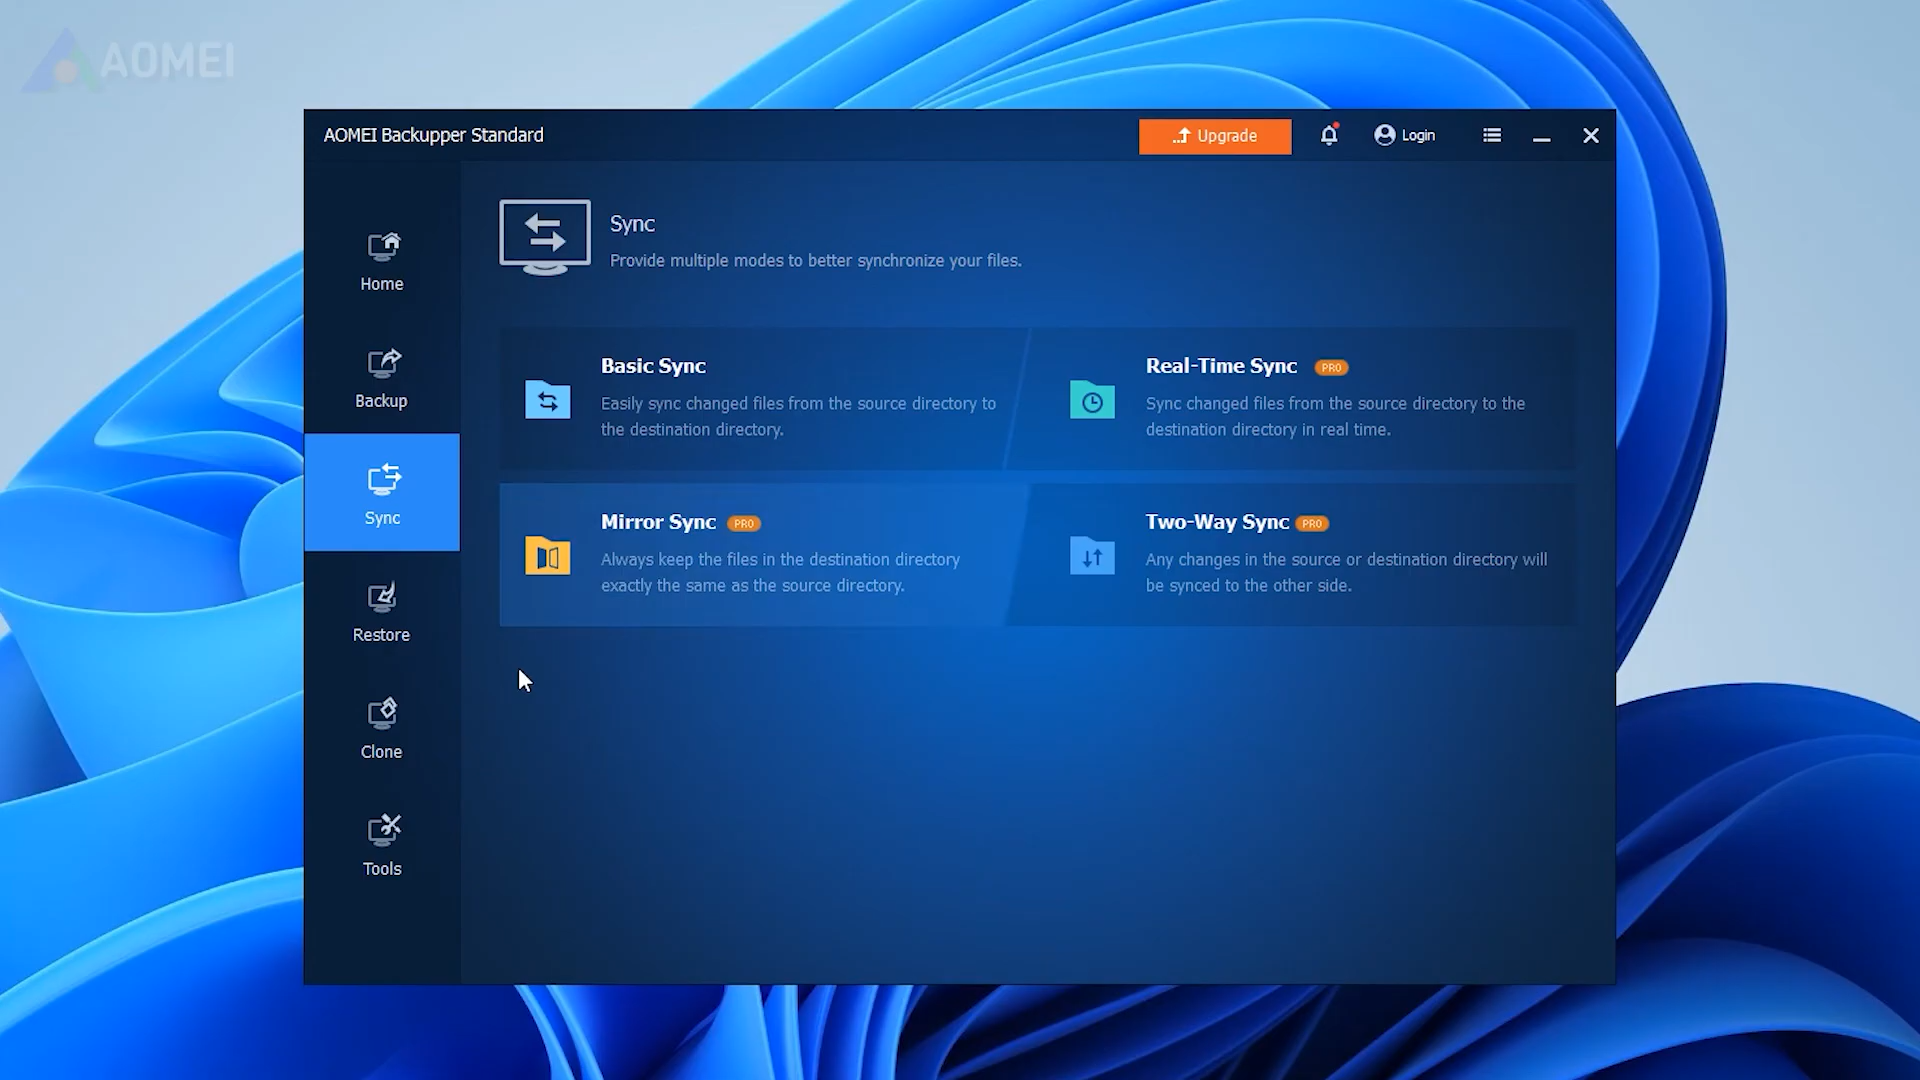 AOMEI
AOMEI Backupper Standard
Upgrade
Login
Home
Backup
Sync
Restore
Clone
Tools
Sync
Provide multiple modes to better synchronize your files.
Basic Sync
Easily sync changed files from the source directory to
the destination directory.
Real-Time Sync PRO
Sync changed files from the source directory to the
destination directory in real time.
Mirror Sync PRO
Always keep the files in the destination directory
exactly the same as the source directory.
Two-Way Sync PRO
Any changes in the source or destination directory will
be synced to the other side.